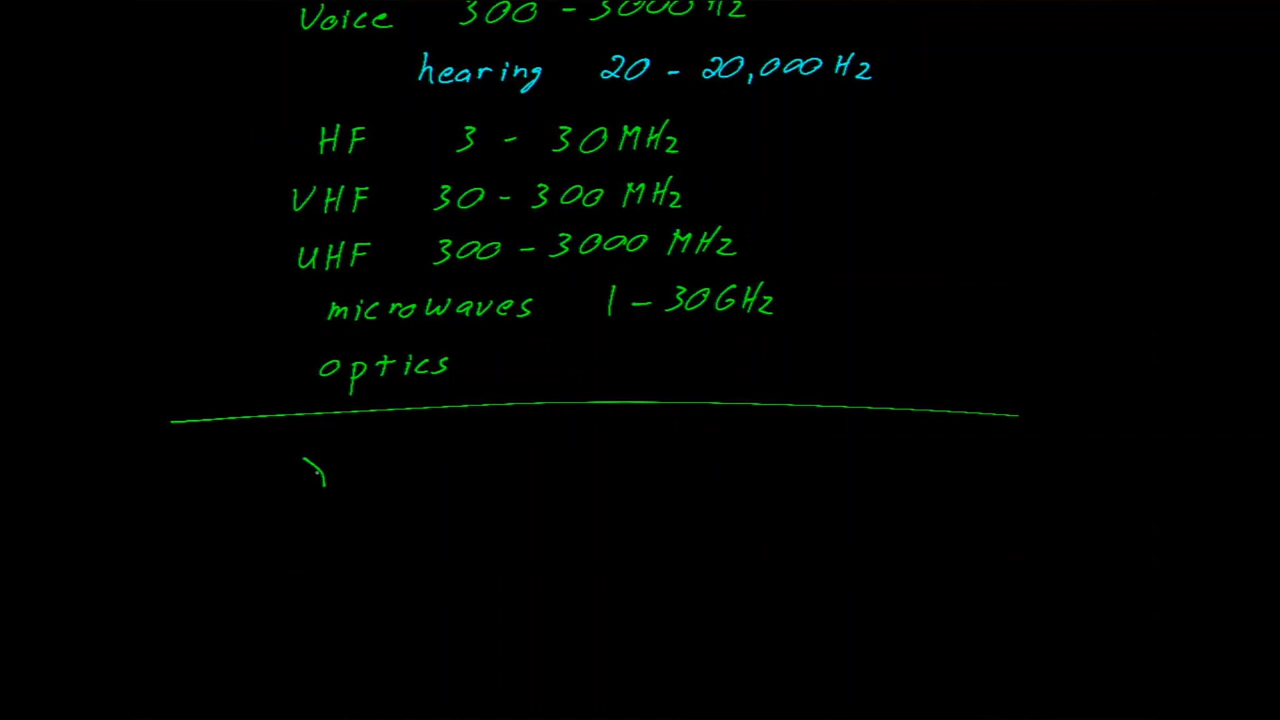 Voice 300 - 3000 Hz
hearing 20 - 20,000 Hz
HF 3 - 30 MHz
VHF 30 - 300 MHz
UHF 300 - 3000 MHz
microwaves 1 - 30 GHz
optics